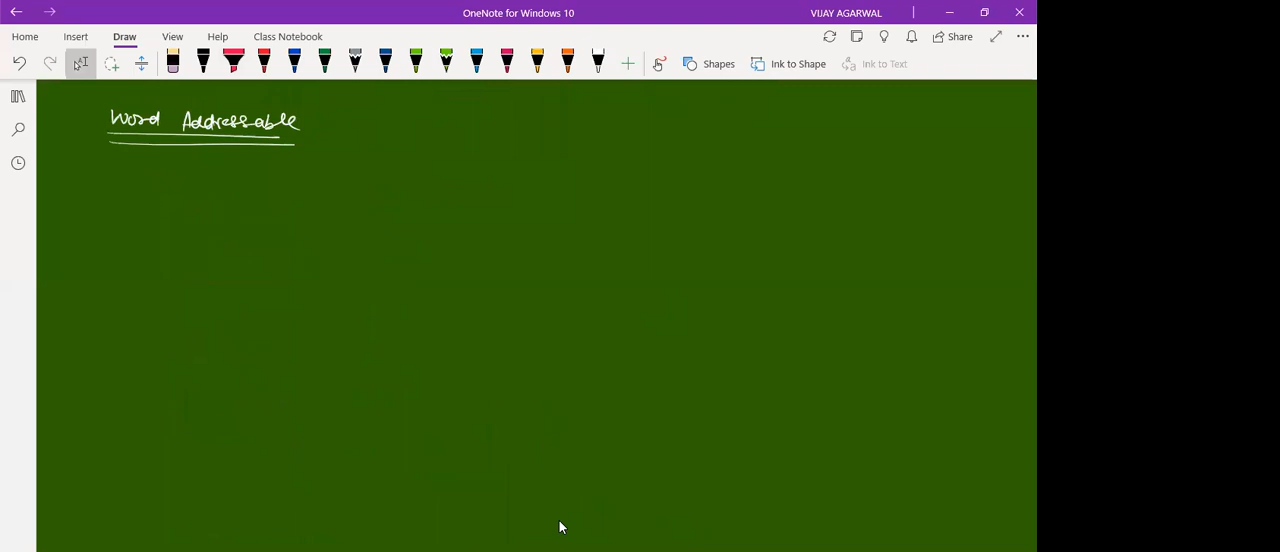 OneNote for Windows 10
VIJAY AGARWAL
Home Insert Draw View Help Class Notebook
Share
Shapes Ink to Shape Ink to Text
Word Addressable